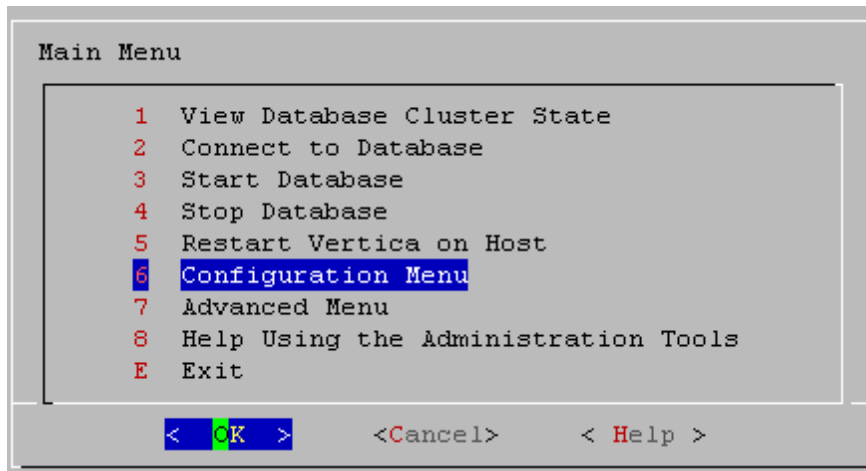 Main Menu
1 View Database Cluster State
2 Connect to Database
3 Start Database
4 Stop Database
5 Restart Vertica on Host
6 Configuration Menu
7 Advanced Menu
8 Help Using the Administration Tools
E Exit
< OK > <Cancel> < Help >